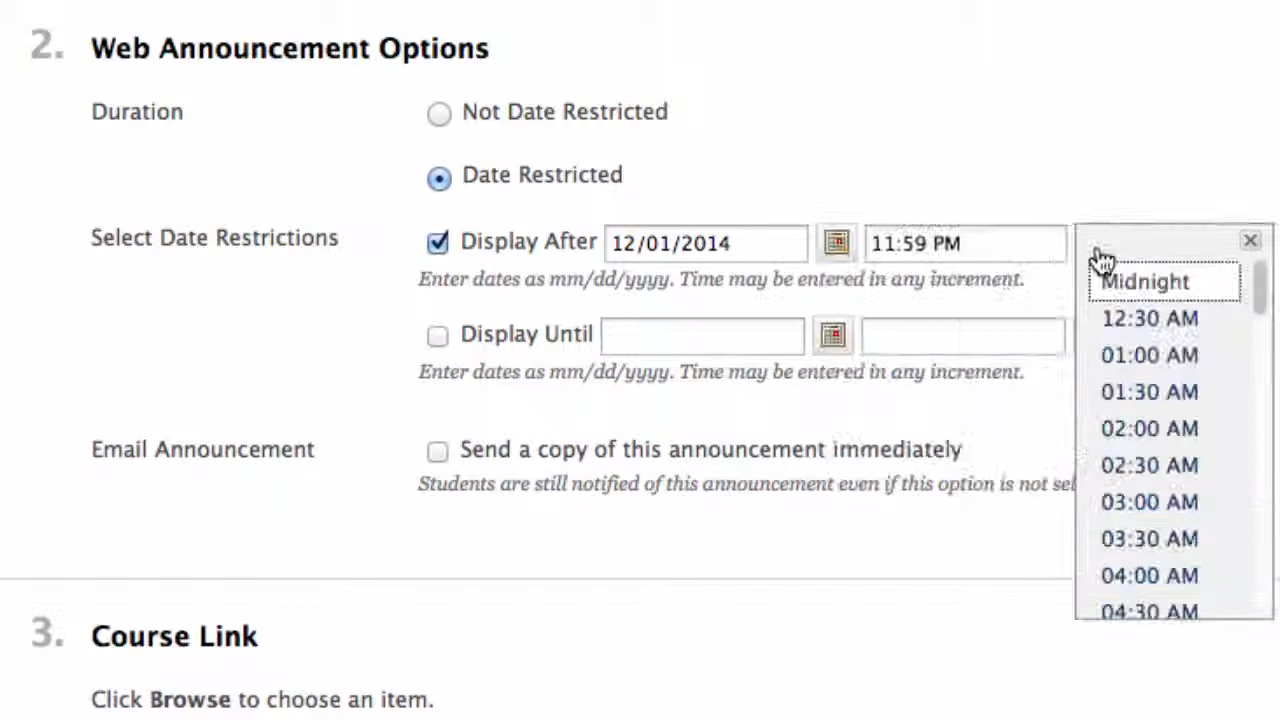 2. Web Announcement Options
Duration
Not Date Restricted
Date Restricted
Select Date Restrictions
Display After 12/01/2014 11:59 PM
Enter dates as mm/dd/yyyy. Time may be entered in any increment.
Display Until
Enter dates as mm/dd/yyyy. Time may be entered in any increment.
Email Announcement
Send a copy of this announcement immediately
Students are still notified of this announcement even if this option is not sel
Midnight
12:30 AM
01:00 AM
01:30 AM
02:00 AM
02:30 AM
03:00 AM
03:30 AM
04:00 AM
04:30 AM
3. Course Link
Click Browse to choose an item.